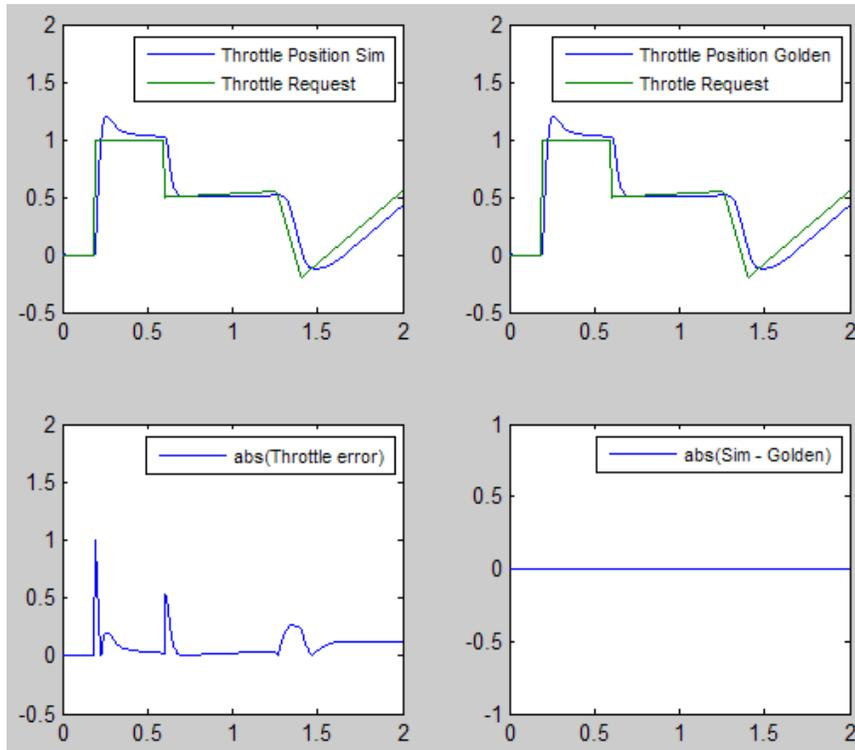 2
1.5
1
0.5
0
-0.5
0 0.5 1 1.5 2
Throttle Position Sim
Throttle Request
2
1.5
1
0.5
0
-0.5
0 0.5 1 1.5 2
Throttle Position Golden
Throtle Request
2
1.5
1
0.5
0
-0.5
0 0.5 1 1.5 2
abs(Throttle error)
1
0.5
0
-0.5
-1
0 0.5 1 1.5 2
abs(Sim - Golden)